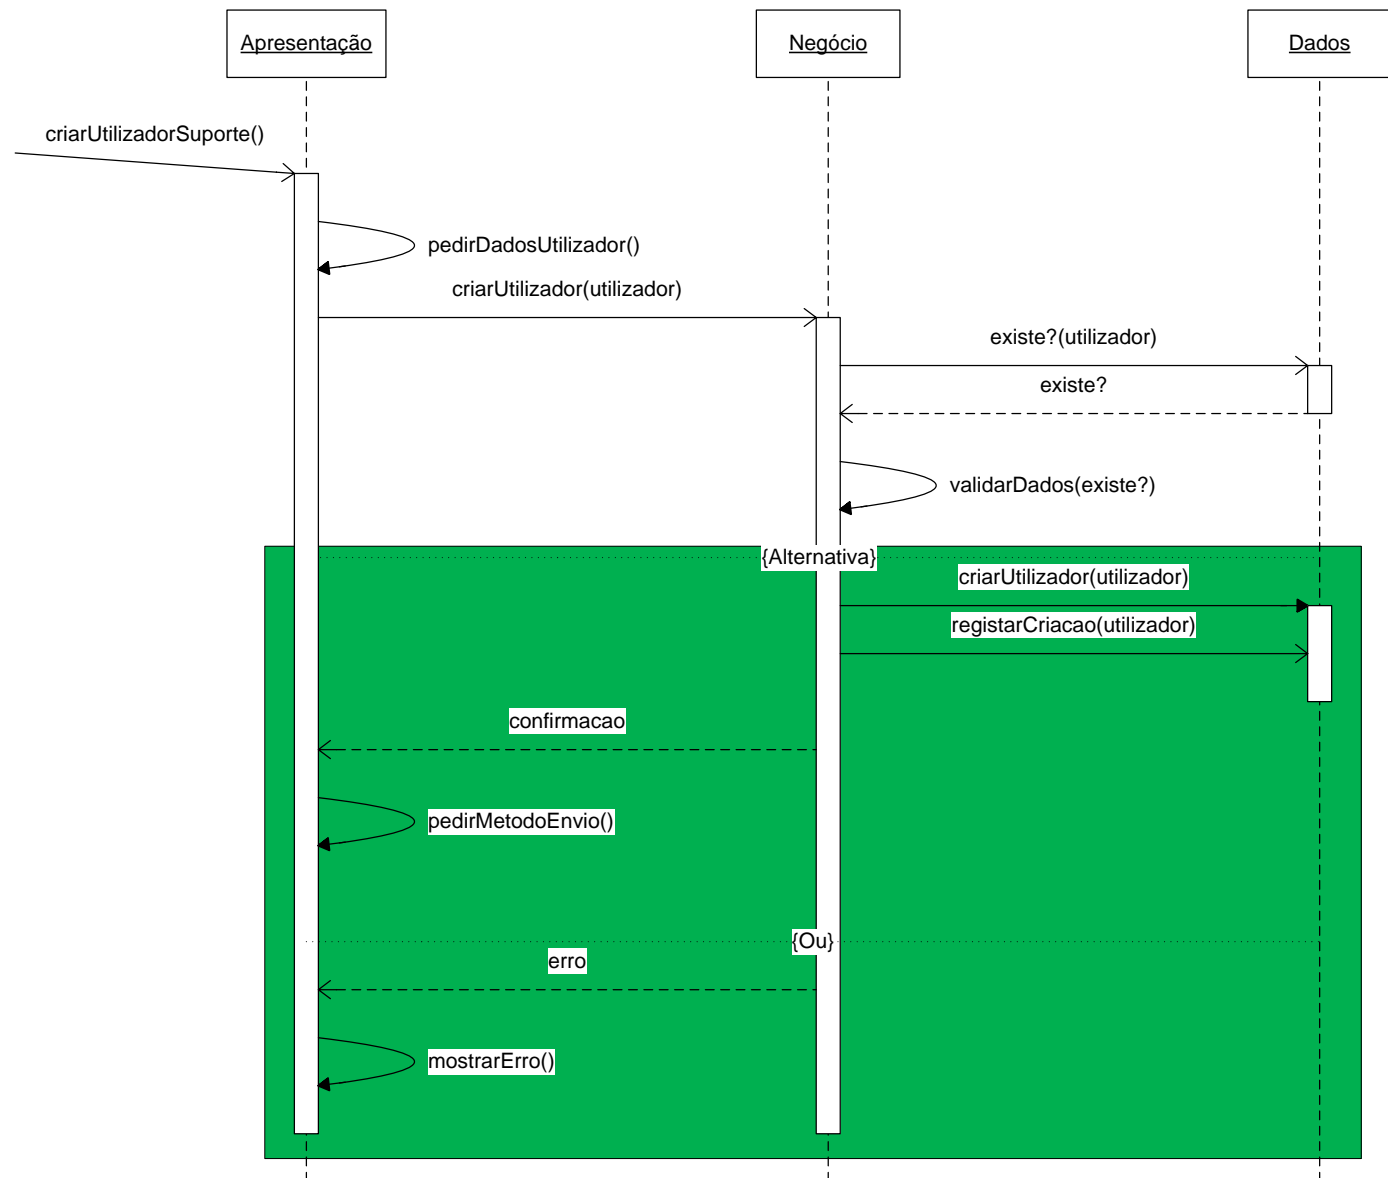 Apresentação
Negócio
Dados
criarUtilizadorSuporte()
pedirDadosUtilizador()
criarUtilizador(utilizador)
existe?(utilizador)
existe?
validarDados(existe?)
{Alternativa}
criarUtilizador(utilizador)
registarCriacao(utilizador)
confirmacao
pedirMetodoEnvio()
{Ou}
erro
mostrarErro()